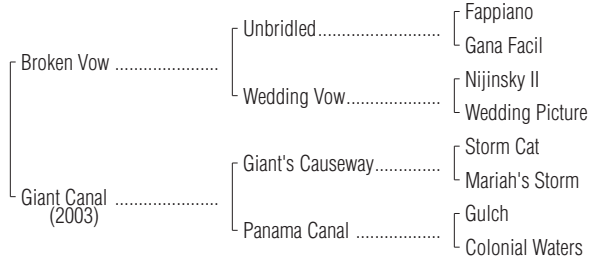 Fappiano
Unbridled..........................
Gana Facil
Broken Vow ......................
Nijinsky II
Wedding Vow....................
Wedding Picture
Storm Cat
Giant's Causeway..............
Mariah's Storm
Giant Canal ......................
(2003)
Gulch
Panama Canal ..................
Colonial Waters